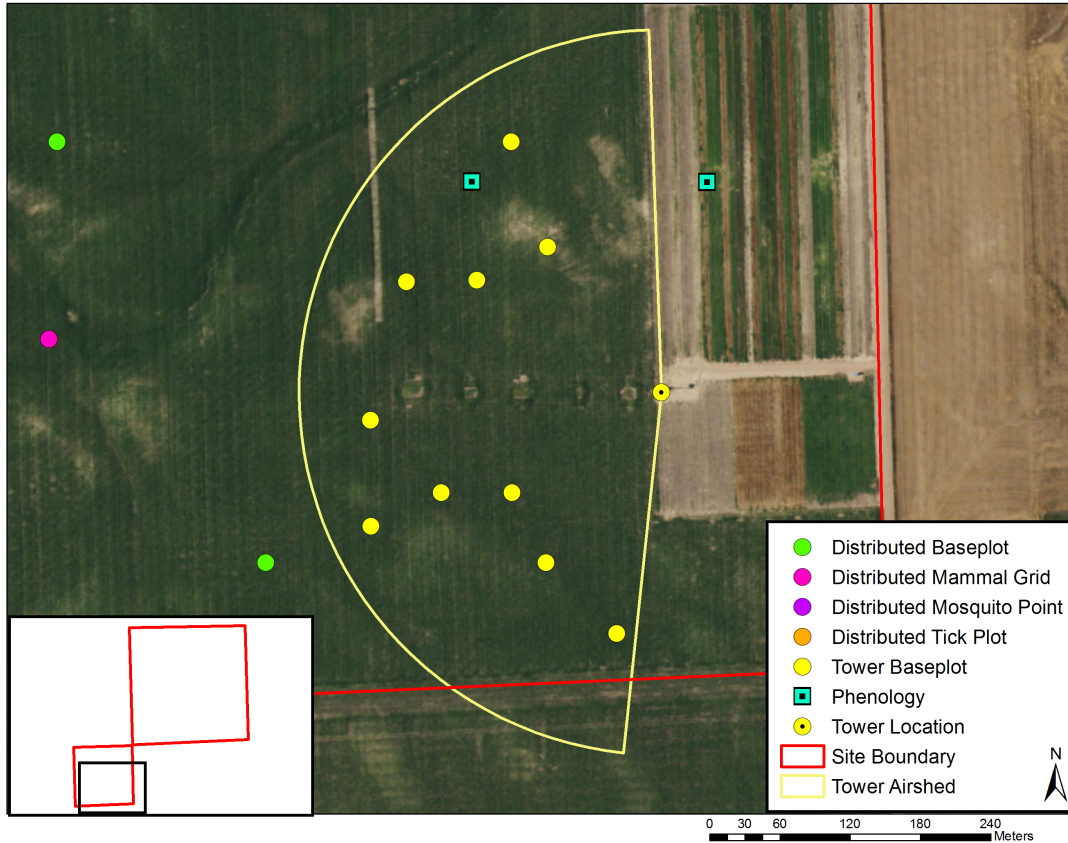 Distributed Baseplot
Distributed Mammal Grid
Distributed Mosquito Point
Distributed Tick Plot
Tower Baseplot
Phenology
Tower Location
Site Boundary
Tower Airshed
N
0 30 60 120 180 240
Meters